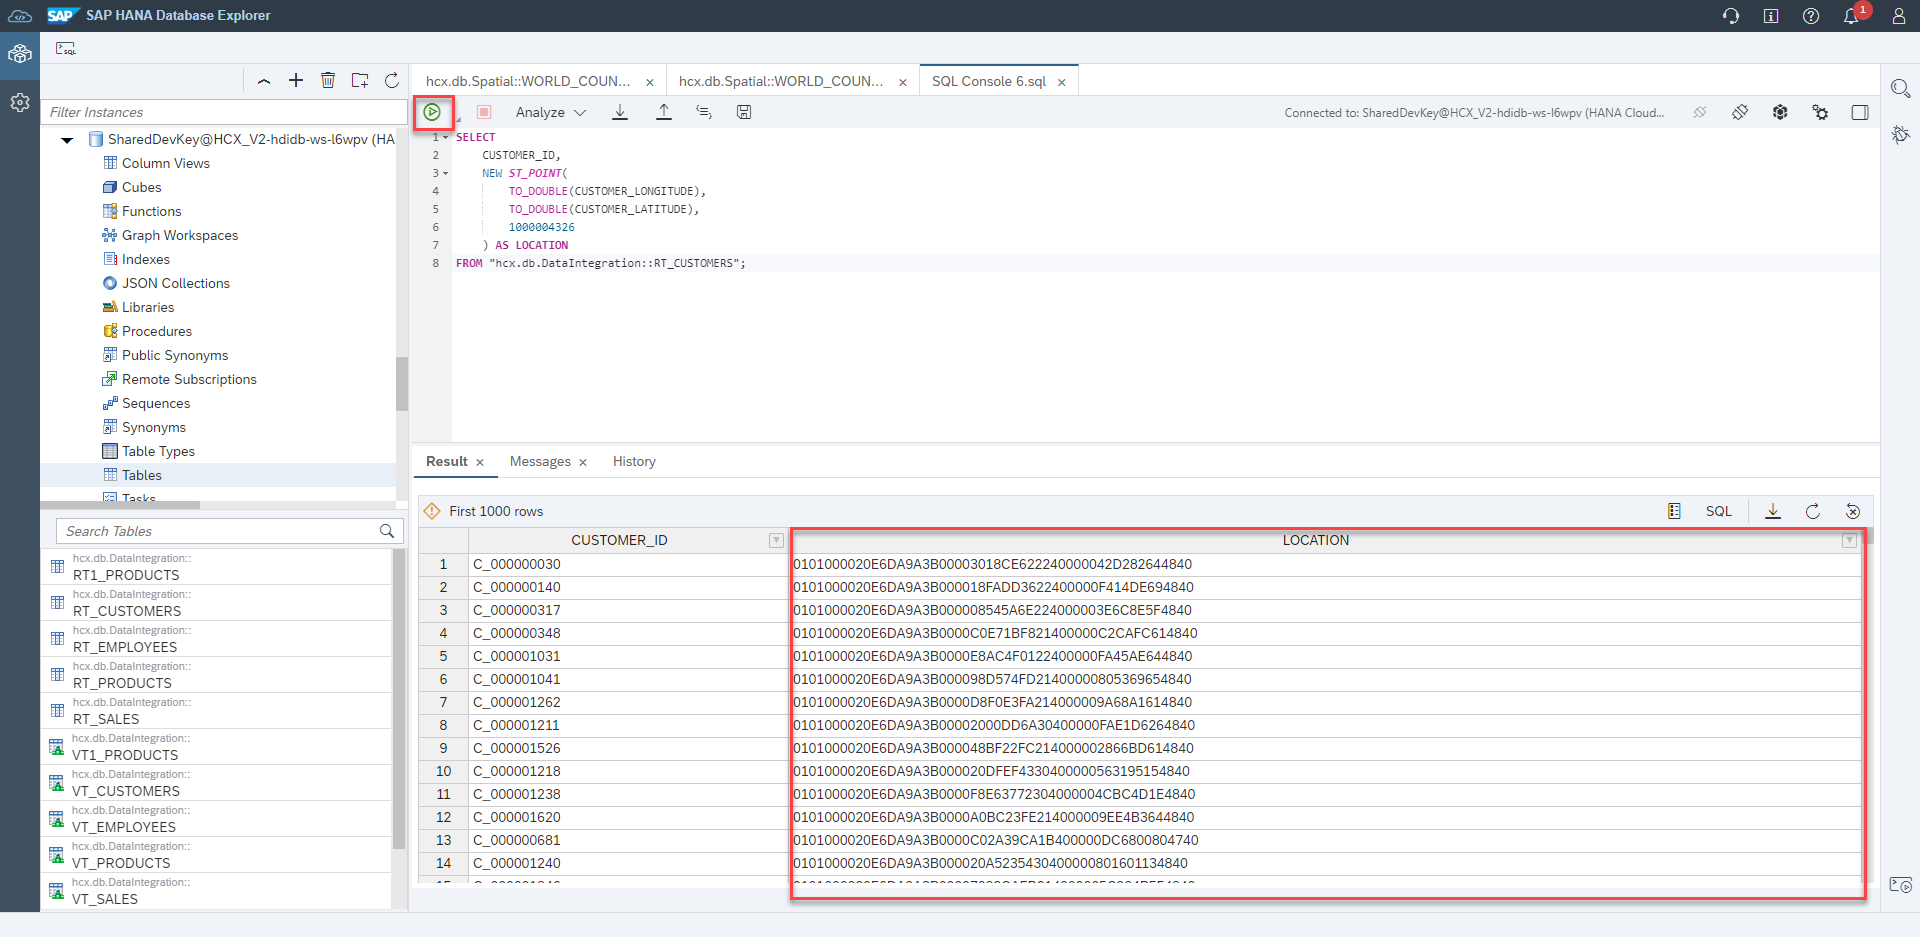 SAP SAP HANA Database Explorer
1
SQL
Filter Instances
SharedDevKey@HCX_V2-hdidb-ws-l6wpv (HA
Column Views
Cubes
Functions
Graph Workspaces
Indexes
JSON Collections
Libraries
Procedures
Public Synonyms
Remote Subscriptions
Sequences
Synonyms
Table Types
Tables
Tasks
Search Tables
hcx.db.DataIntegration::
RT1_PRODUCTS
hcx.db.DataIntegration::
RT_CUSTOMERS
hcx.db.DataIntegration::
RT_EMPLOYEES
hcx.db.DataIntegration::
RT_PRODUCTS
hcx.db.DataIntegration::
RT_SALES
hcx.db.DataIntegration::
VT1_PRODUCTS
hcx.db.DataIntegration::
VT_CUSTOMERS
hcx.db.DataIntegration::
VT_EMPLOYEES
hcx.db.DataIntegration::
VT_PRODUCTS
hcx.db.DataIntegration::
VT_SALES
hcx.db.Spatial::WORLD_COUN... hcx.db.Spatial::WORLD_COUN... SQL Console 6.sql
Analyze Connected to: SharedDevKey@HCX_V2-hdidb-ws-l6wpv (HANA Cloud...
1 SELECT
2 CUSTOMER_ID,
3 NEW ST_POINT(
4 TO_DOUBLE(CUSTOMER_LONGITUDE),
5 TO_DOUBLE(CUSTOMER_LATITUDE),
6 1000004326
7 ) AS LOCATION
8 FROM "hcx.db.DataIntegration::RT_CUSTOMERS";
Result Messages History
First 1000 rows SQL
CUSTOMER_ID LOCATION
1 C_000000030 0101000020E6DA9A3B00003018CE622240000042D282644840
2 C_000000140 0101000020E6DA9A3B000018FADD3622400000F414DE694840
3 C_000000317 0101000020E6DA9A3B000008545A6E224000003E6C8E5F4840
4 C_000000348 0101000020E6DA9A3B0000C0E71BF821400000C2CAFC614840
5 C_000001031 0101000020E6DA9A3B0000E8AC4F0122400000FA45AE644840
6 C_000001041 0101000020E6DA9A3B000098D574FD21400000805369654840
7 C_000001262 0101000020E6DA9A3B0000D8F0E3FA214000009A68A1614840
8 C_000001211 0101000020E6DA9A3B00002000DD6A30400000FAE1D6264840
9 C_000001526 0101000020E6DA9A3B000048BF22FC214000002866BD614840
10 C_000001218 0101000020E6DA9A3B000020DFEF4330400000563195154840
11 C_000001238 0101000020E6DA9A3B0000F8E63772304000004CBC4D1E4840
12 C_000001620 0101000020E6DA9A3B0000A0BC23FE214000009EE4B3644840
13 C_000000681 0101000020E6DA9A3B0000C02A39CA1B400000DC6800804740
14 C_000001240 0101000020E6DA9A3B000020A5235430400000801601134840